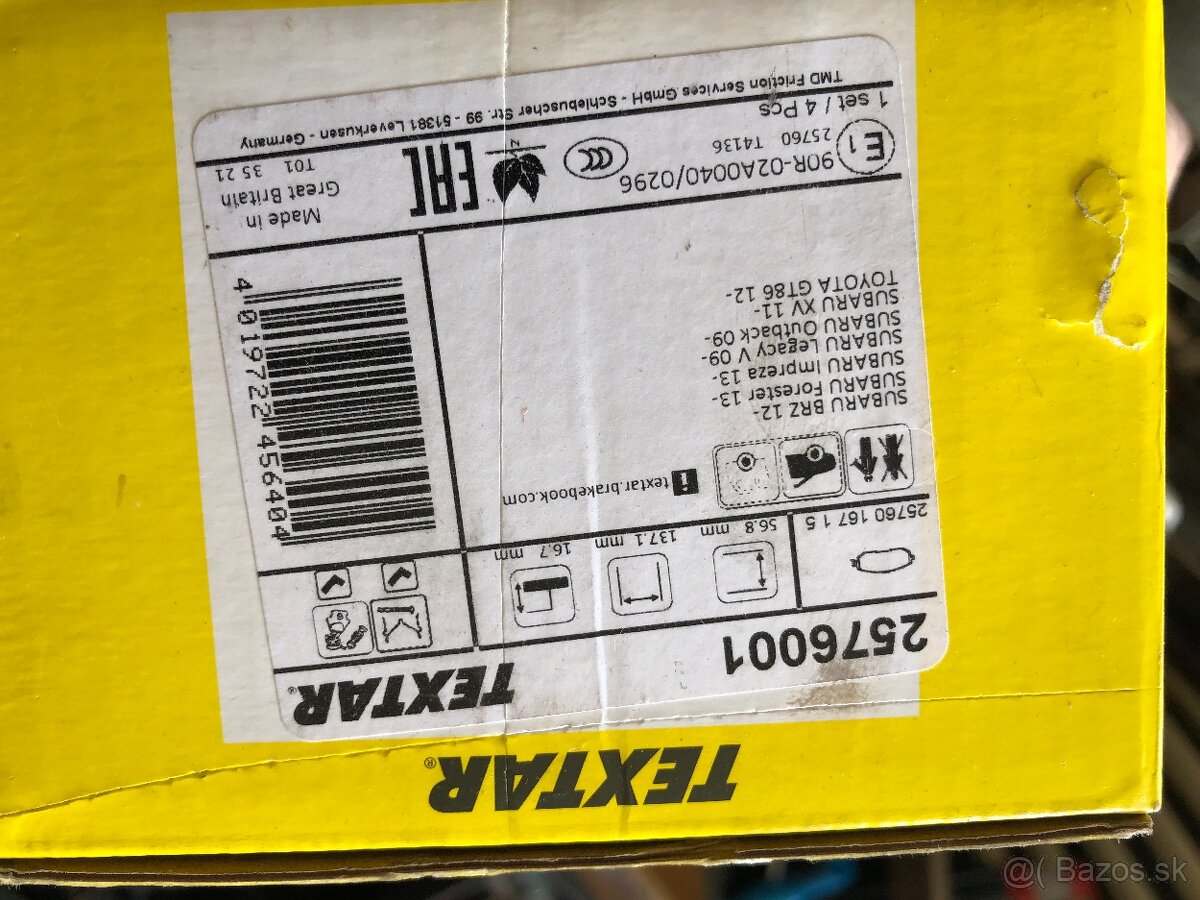 TEXTAR®
TEXTAR®
2576001
25760 167 1 5
56.8 mm
137.1 mm
16.7 mm
i textar.brakebook.com
SUBARU BRZ 12-
SUBARU Forester 13-
SUBARU Impreza 13-
SUBARU Legacy V 09-
SUBARU Outback 09-
SUBARU XV 11-
TOYOTA GT86 12-
4 019722 456404
E1
90R-02A0040/0296
25760 T4136
CCC
N
EAC
Made in
Great Britain
T01 35 21
1 set / 4 Pcs
TMD Friction Services GmbH - Schlebuscher Str. 99 - 51381 Leverkusen - Germany
@( Bazos.sk